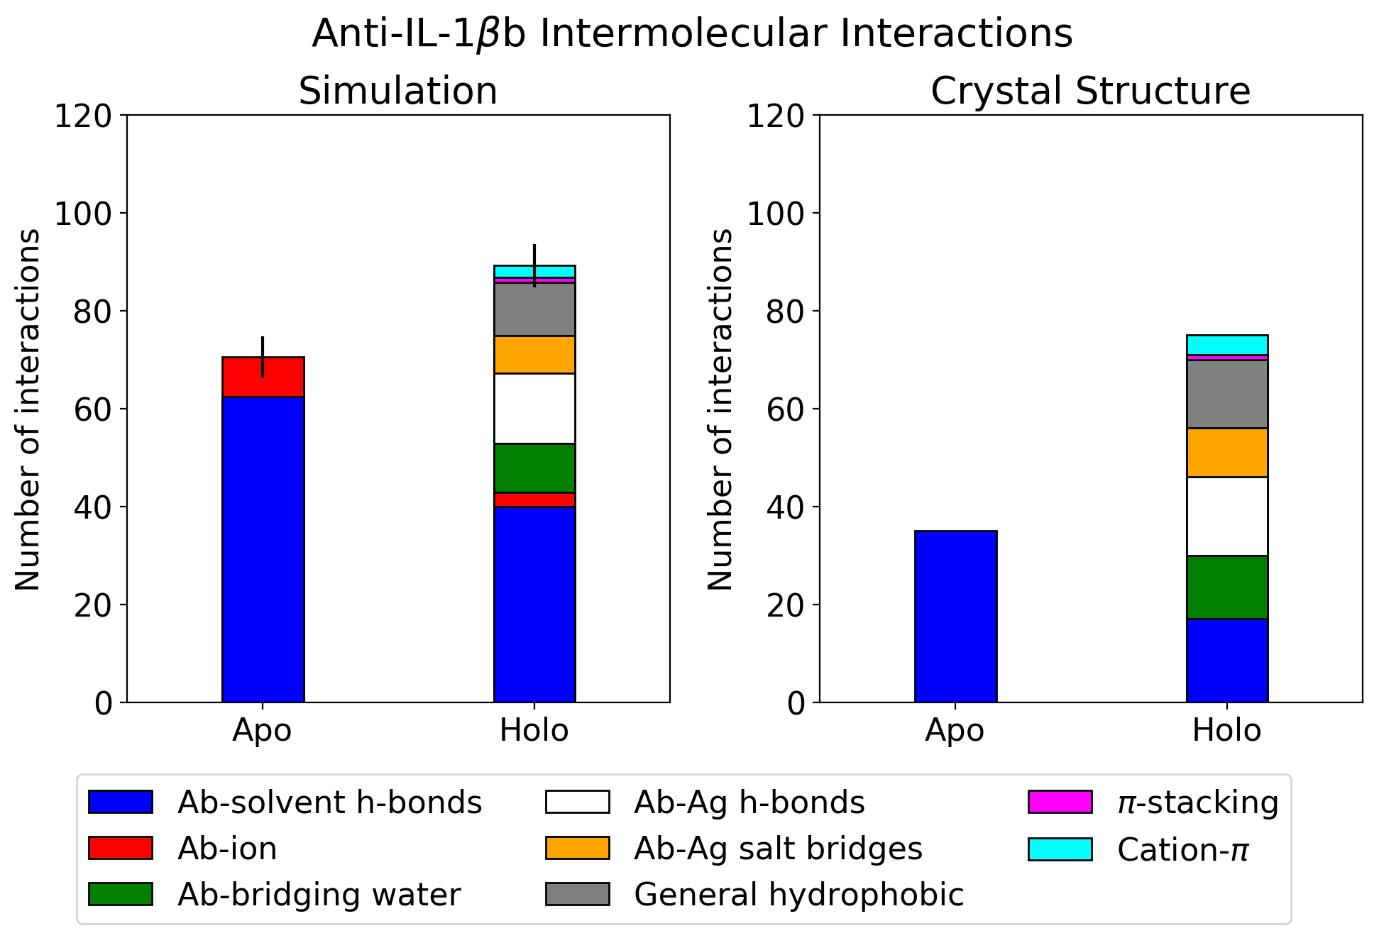 Anti-IL-1βb Intermolecular Interactions
Simulation
Number of interactions
120
100
80
60
40
20
0
Apo Holo
Crystal Structure
Number of interactions
120
100
80
60
40
20
0
Apo Holo
Ab-solvent h-bonds
Ab-ion
Ab-bridging water
Ab-Ag h-bonds
Ab-Ag salt bridges
General hydrophobic
π-stacking
Cation-π